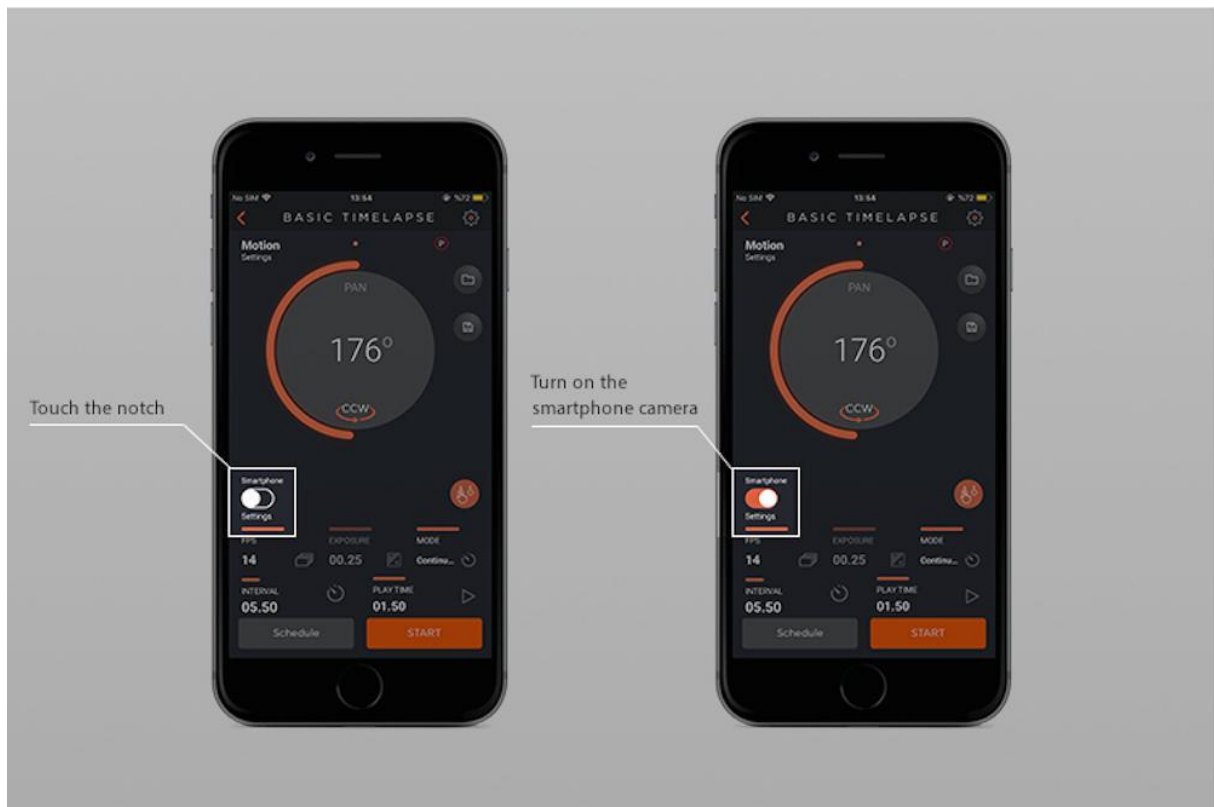 No SIM
13:54
%72
BASIC TIMELAPSE
Motion
Settings
P
PAN
176°
CCW
Touch the notch
Smartphone
Settings
FPS
EXPOSURE
MODE
14
00.25
Continu...
INTERVAL
PLAY TIME
05.50
01.50
Schedule
START
No SIM
13:54
%72
BASIC TIMELAPSE
Motion
Settings
P
PAN
176°
CCW
Turn on the
smartphone camera
Smartphone
Settings
FPS
EXPOSURE
MODE
14
00.25
Continu...
INTERVAL
PLAY TIME
05.50
01.50
Schedule
START